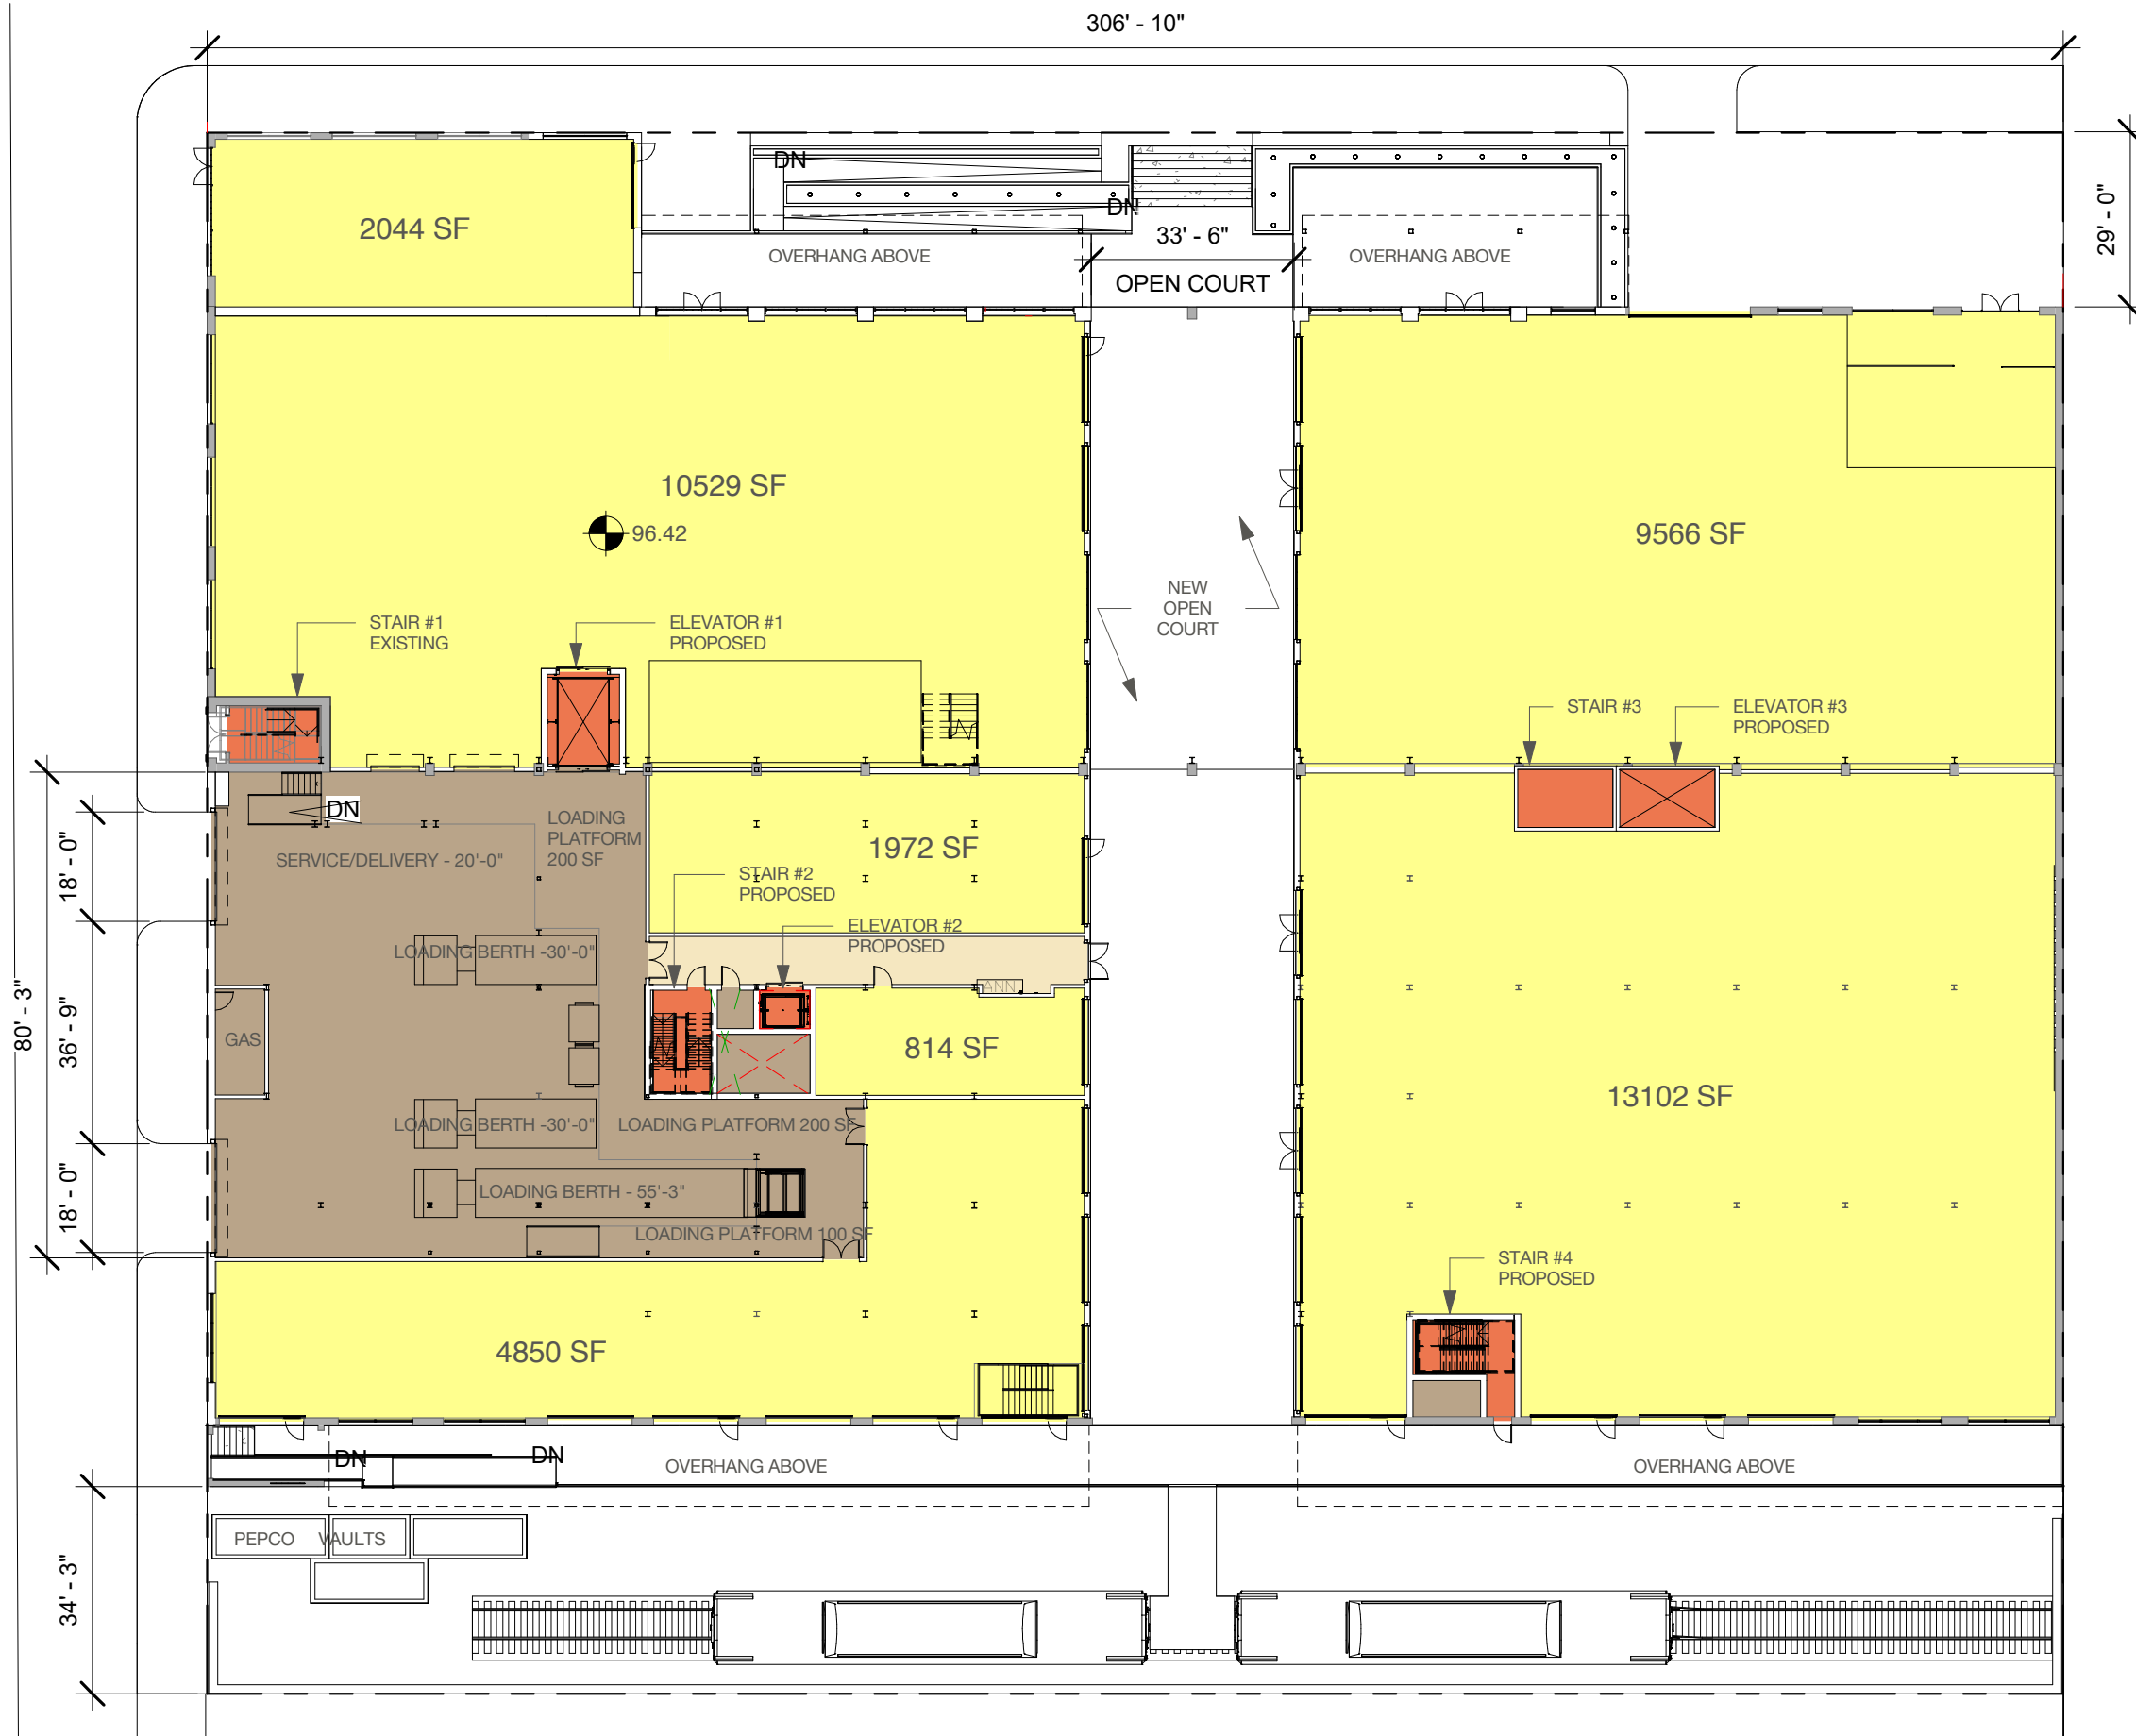 306' - 10"
DN
2044 SF
DN
33' - 6"
29' - 0"
OVERHANG ABOVE
OVERHANG ABOVE
OPEN COURT
10529 SF
96.42
9566 SF
NEW
OPEN
COURT
STAIR #1
EXISTING
ELEVATOR #1
PROPOSED
STAIR #3
ELEVATOR #3
PROPOSED
DN
LOADING
PLATFORM
200 SF
SERVICE/DELIVERY - 20'-0"
1972 SF
18' - 0"
STAIR #2
PROPOSED
ELEVATOR #2
PROPOSED
LOADING BERTH -30'-0"
ANN
80' - 3"
36' - 9"
GAS
814 SF
13102 SF
LOADING BERTH -30'-0"
LOADING PLATFORM 200 SF
18' - 0"
LOADING BERTH - 55'-3"
LOADING PLATFORM 100 SF
STAIR #4
PROPOSED
4850 SF
DN
DN
OVERHANG ABOVE
OVERHANG ABOVE
PEPCO VAULTS
34' - 3"